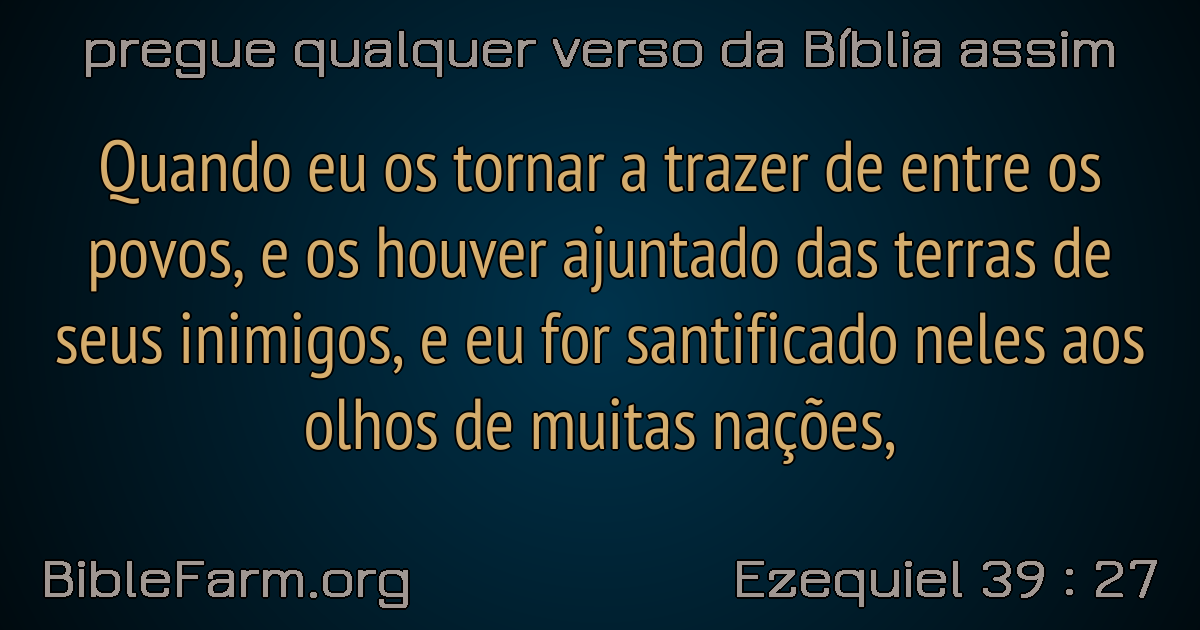 pregue qualquer verso da Bíblia assim
Quando eu os tornar a trazer de entre os
povos, e os houver ajuntado das terras de
seus inimigos, e eu for santificado neles aos
olhos de muitas nações,
BibleFarm.org
Ezequiel 39 : 27